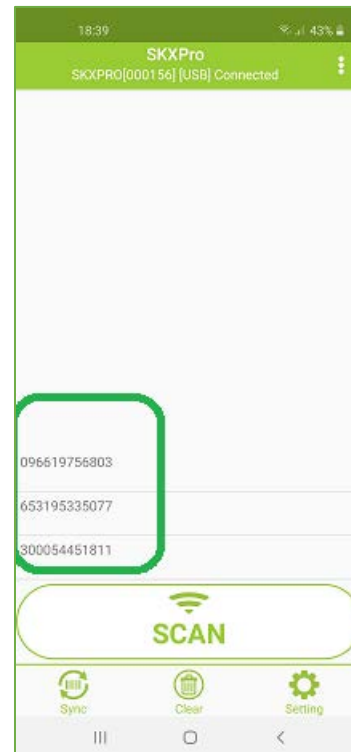 18:39 43%
SKXPro
SKXPRO[000156] [USB] Connected
096619756803
653195335077
300054451811
SCAN
Sync Clear Setting